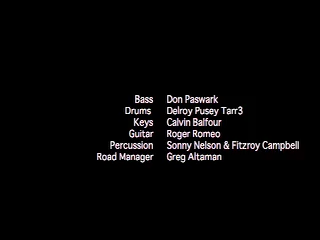 Bass Don Paswark
Drums Delroy Pusey Tarr3
Keys Calvin Balfour
Guitar Roger Romeo
Percussion Sonny Nelson & Fitzroy Campbell
Road Manager Greg Altaman